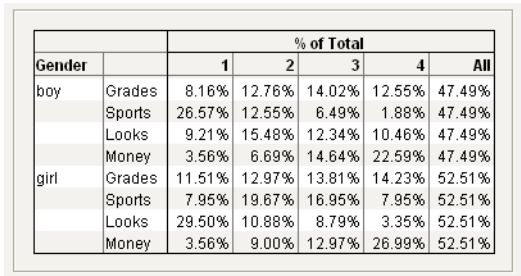 % of Total
Gender 1 2 3 4 All
boy Grades 8.16% 12.76% 14.02% 12.55% 47.49%
Sports 26.57% 12.55% 6.49% 1.88% 47.49%
Looks 9.21% 15.48% 12.34% 10.46% 47.49%
Money 3.56% 6.69% 14.64% 22.59% 47.49%
girl Grades 11.51% 12.97% 13.81% 14.23% 52.51%
Sports 7.95% 19.67% 16.95% 7.95% 52.51%
Looks 29.50% 10.88% 8.79% 3.35% 52.51%
Money 3.56% 9.00% 12.97% 26.99% 52.51%